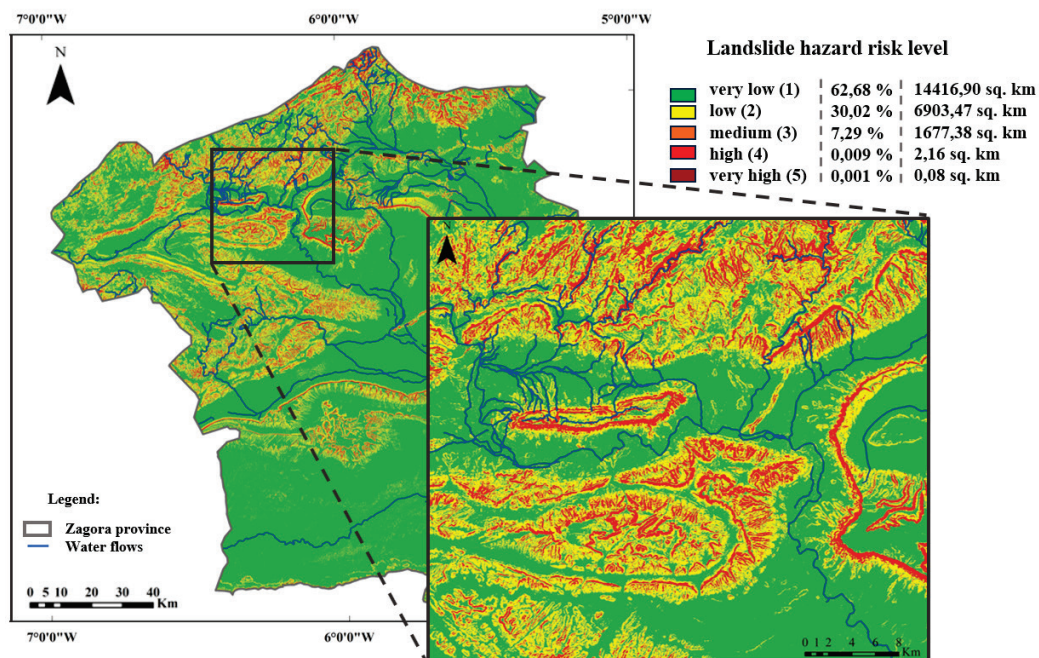 7°0'0"W 6°0'0"W 5°0'0"W
N
Landslide hazard risk level
very low (1) 62,68 % 14416,90 sq. km
low (2) 30,02 % 6903,47 sq. km
medium (3) 7,29 % 1677,38 sq. km
high (4) 0,009 % 2,16 sq. km
very high (5) 0,001 % 0,08 sq. km
N
Legend:
Zagora province
Water flows
0 5 10 20 30 40
Km
0 1 2 4 6 8
Km
7°0'0"W 6°0'0"W